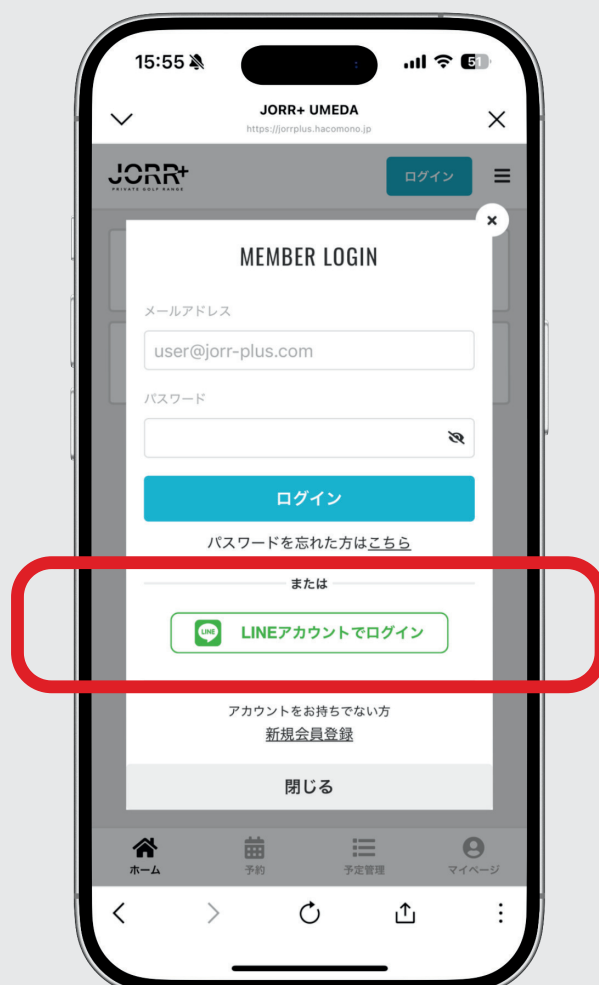 15:55
51
JORR+ UMEDA
https://jorrplus.hacomono.jp
JORR+
PRIVATE GOLF RANGE
ログイン
MEMBER LOGIN
メールアドレス
user@jorr-plus.com
パスワード
ログイン
パスワードを忘れた方はこちら
または
LINE
LINEアカウントでログイン
アカウントをお持ちでない方
新規会員登録
閉じる
ホーム
予約
予定管理
マイページ